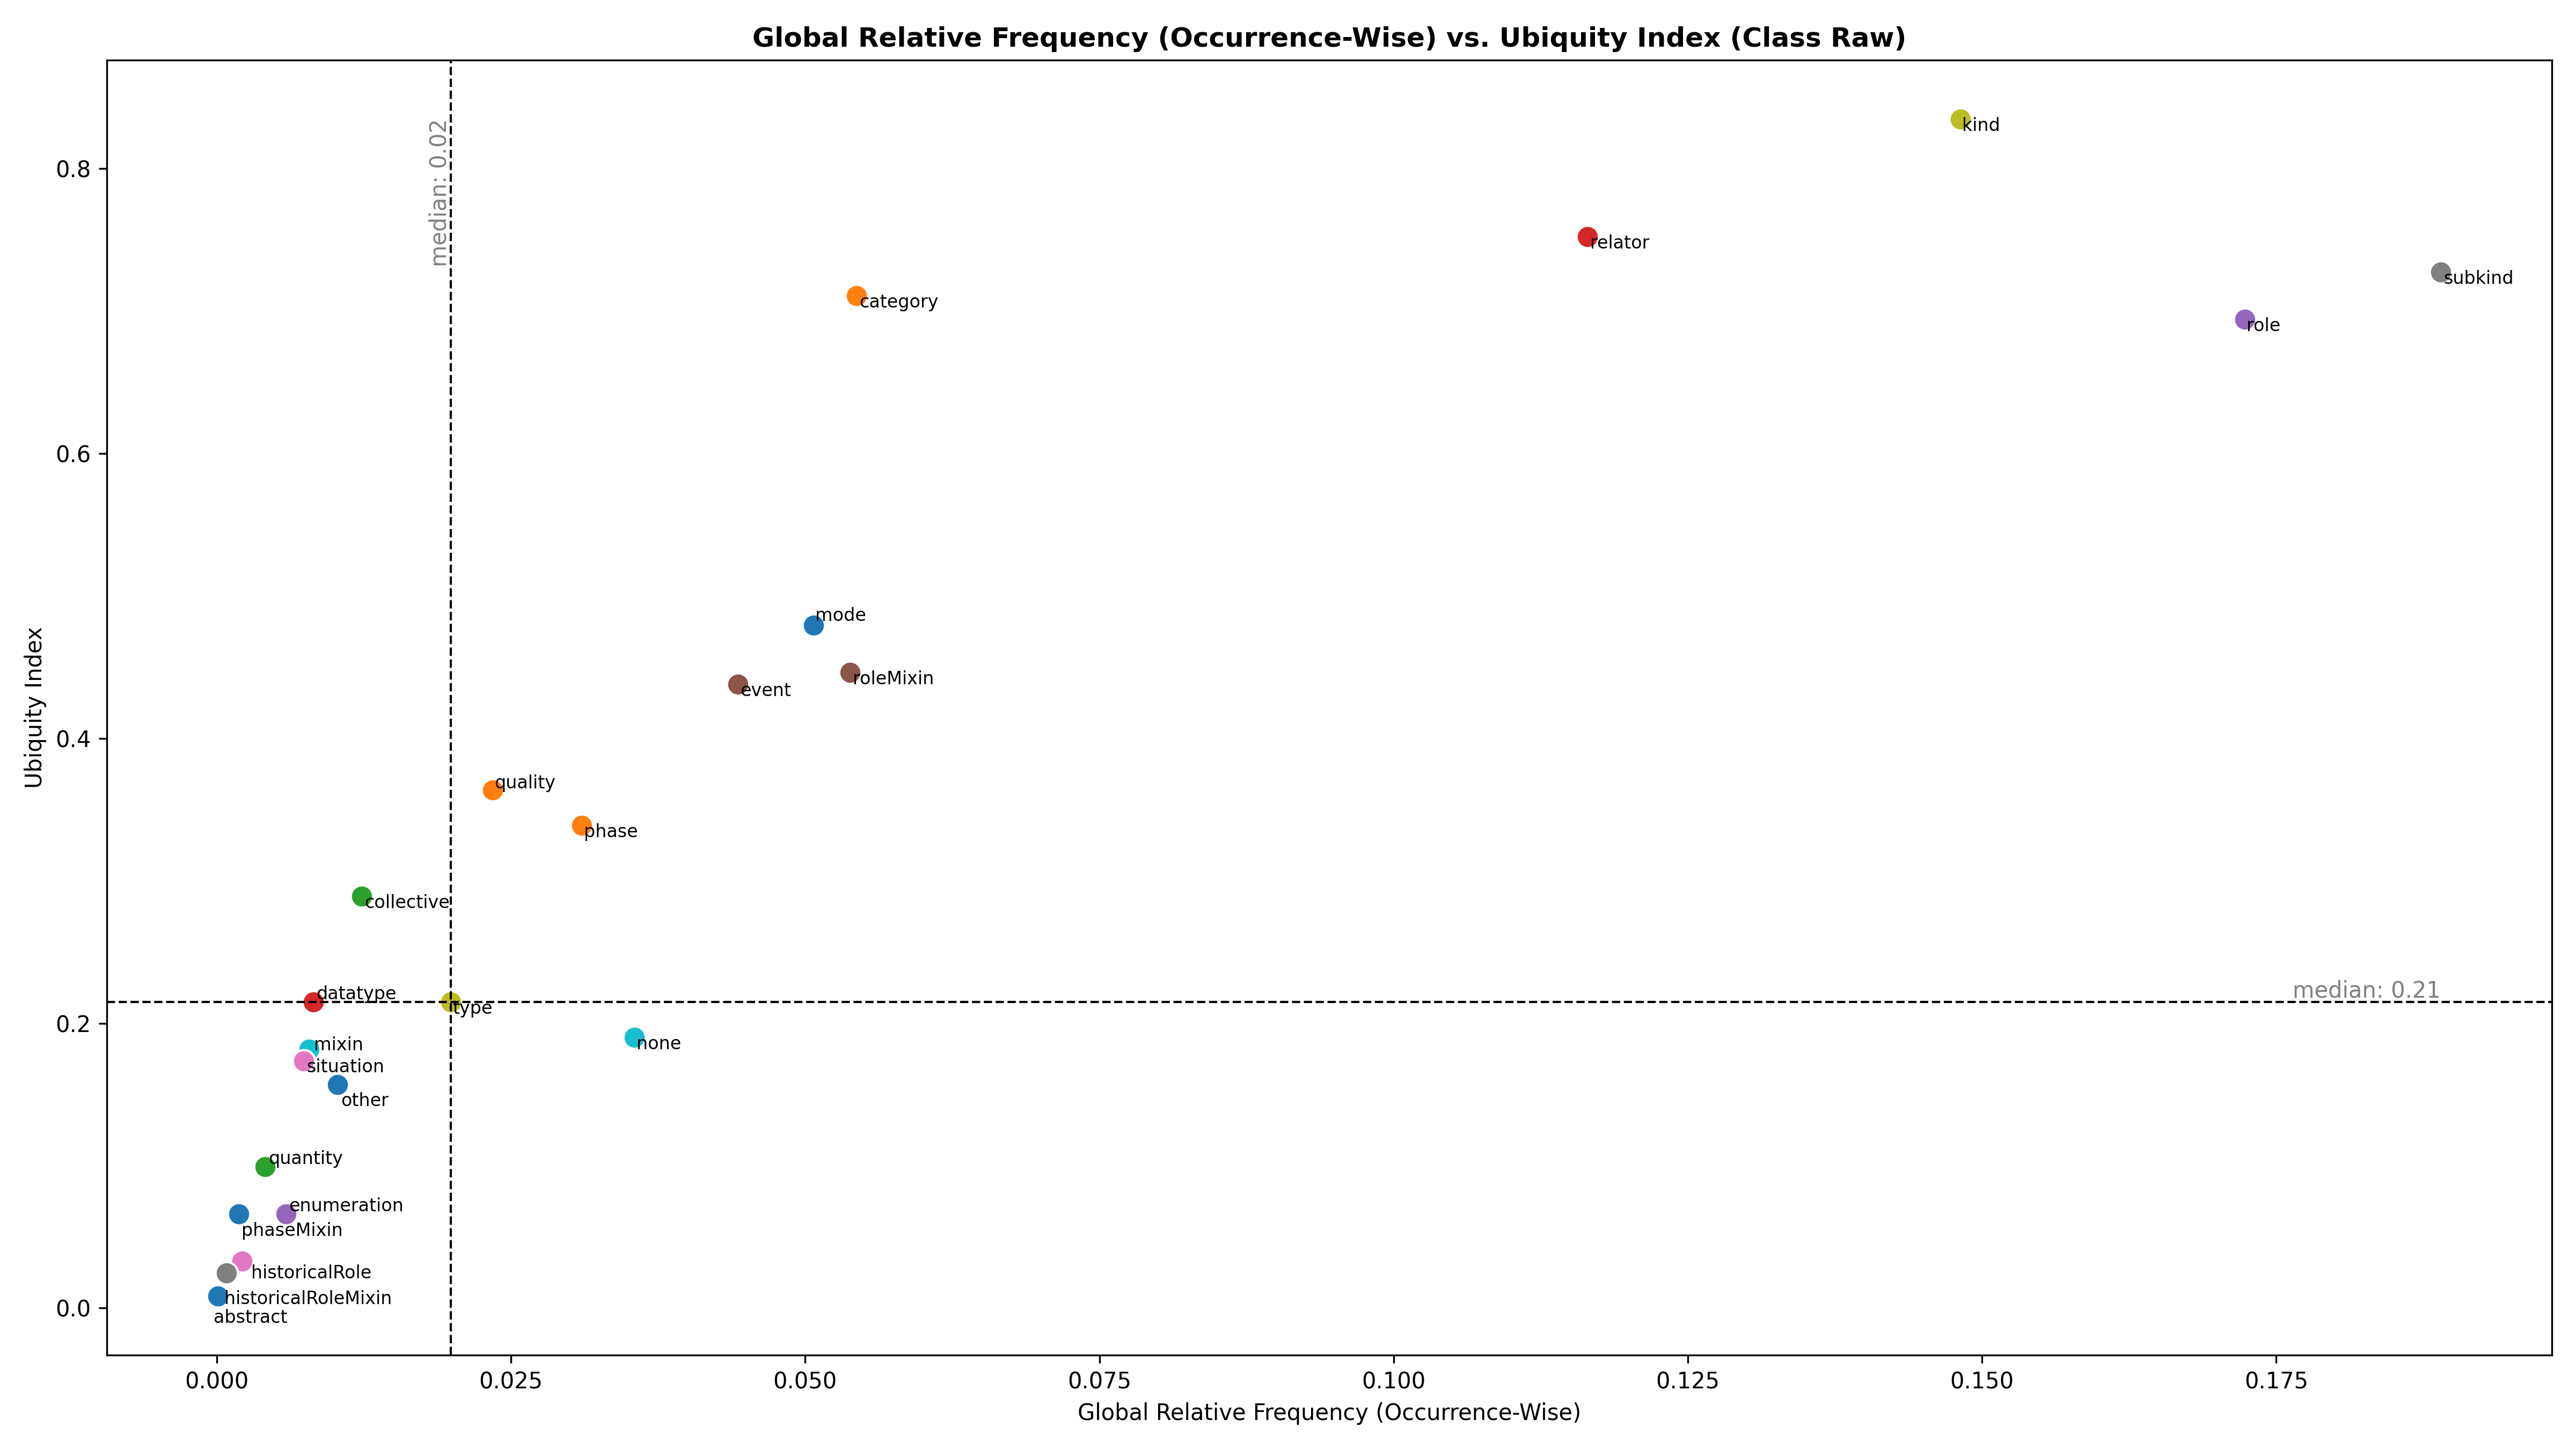 Global Relative Frequency (Occurrence-Wise) vs. Ubiquity Index (Class Raw)
median: 0.02
kind
0.8
relator
subkind
category
role
0.6
mode
roleMixin
event
Ubiquity Index
0.4
quality
phase
collective
median: 0.21
datatype
type
0.2
none
mixin
situation
other
quantity
enumeration
phaseMixin
historicalRole
historicalRoleMixin
0.0
abstract
0.000 0.025 0.050 0.075 0.100 0.125 0.150 0.175
Global Relative Frequency (Occurrence-Wise)